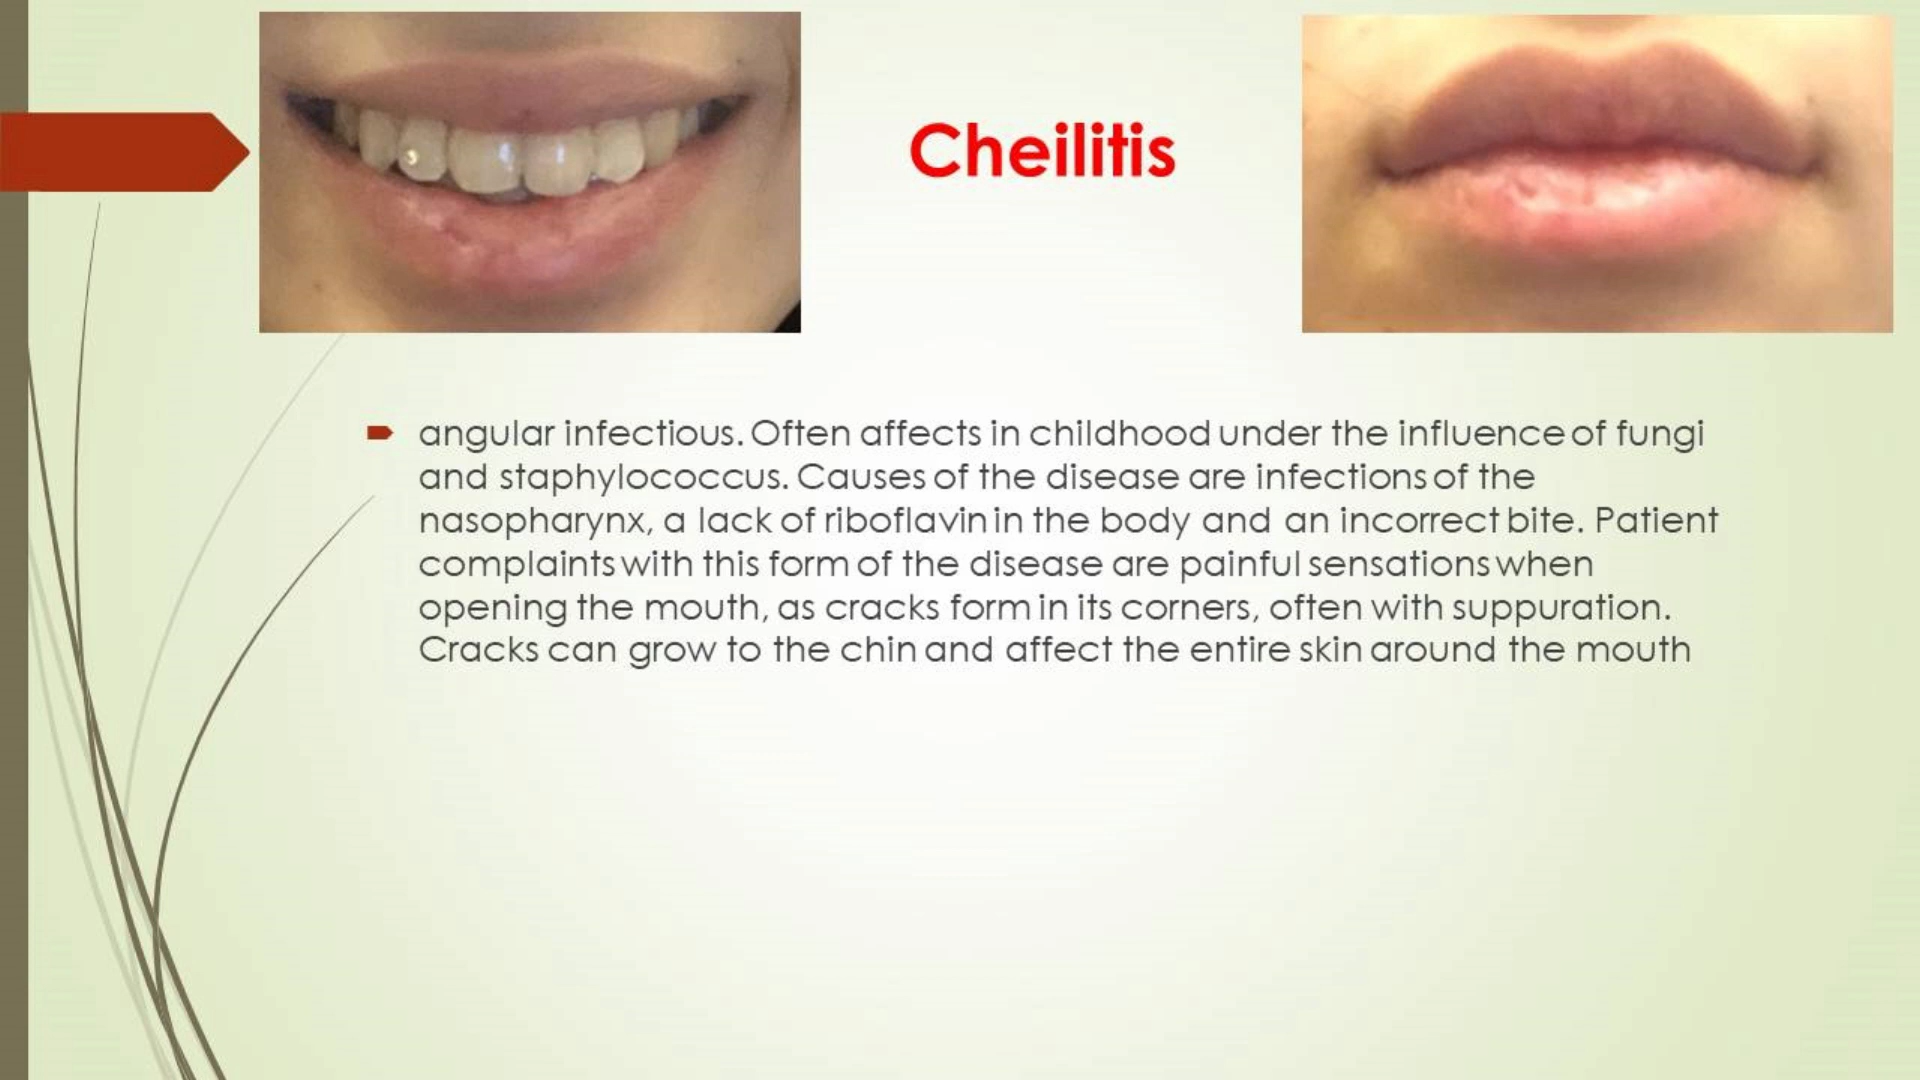 Cheilitis
angular infectious. Often affects in childhood under the influence of fungi
and staphylococcus. Causes of the disease are infections of the
nasopharynx, a lack of riboflavin in the body and an incorrect bite. Patient
complaints with this form of the disease are painful sensations when
opening the mouth, as cracks form in its corners, often with suppuration.
Cracks can grow to the chin and affect the entire skin around the mouth